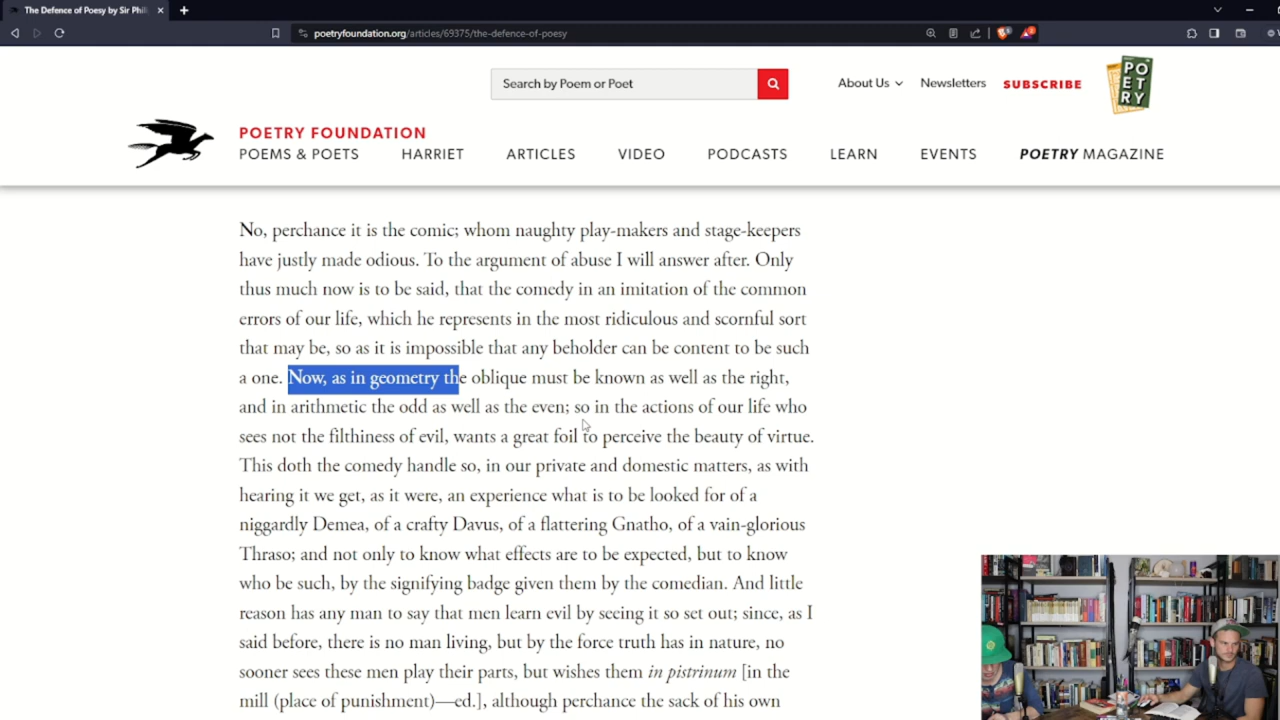 The Defence of Poesy by Sir Phili
poetryfoundation.org/articles/69375/the-defence-of-poesy
Search by Poem or Poet
About Us
Newsletters
SUBSCRIBE
PO
ET
RY
POETRY FOUNDATION
POEMS & POETS
HARRIET
ARTICLES
VIDEO
PODCASTS
LEARN
EVENTS
POETRY MAGAZINE
No, perchance it is the comic; whom naughty play-makers and stage-keepers
have justly made odious. To the argument of abuse I will answer after. Only
thus much now is to be said, that the comedy in an imitation of the common
errors of our life, which he represents in the most ridiculous and scornful sort
that may be, so as it is impossible that any beholder can be content to be such
a one. Now, as in geometry the oblique must be known as well as the right,
and in arithmetic the odd as well as the even; so in the actions of our life who
sees not the filthiness of evil, wants a great foil to perceive the beauty of virtue.
This doth the comedy handle so, in our private and domestic matters, as with
hearing it we get, as it were, an experience what is to be looked for of a
niggardly Demea, of a crafty Davus, of a flattering Gnatho, of a vain-glorious
Thraso; and not only to know what effects are to be expected, but to know
who be such, by the signifying badge given them by the comedian. And little
reason has any man to say that men learn evil by seeing it so set out; since, as I
said before, there is no man living, but by the force truth has in nature, no
sooner sees these men play their parts, but wishes them in pistrinum [in the
mill (place of punishment)—ed.], although perchance the sack of his own